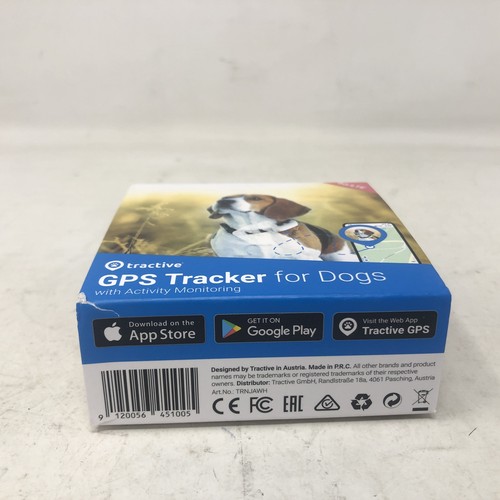 tractive
GPS Tracker for Dogs
with Activity Monitoring
Download on the
App Store
GET IT ON
Google Play
Visit the Web App
Tractive GPS
Designed by Tractive in Austria. Made in P.R.C. All other brands and product
names may be trademarks or registered trademarks of their respective
owners. Distributor: Tractive GmbH, Randlstraße 18a, 4061 Pasching, Austria
Art.No.: TRNJAWH
9 120056 451005
CE FC EAC